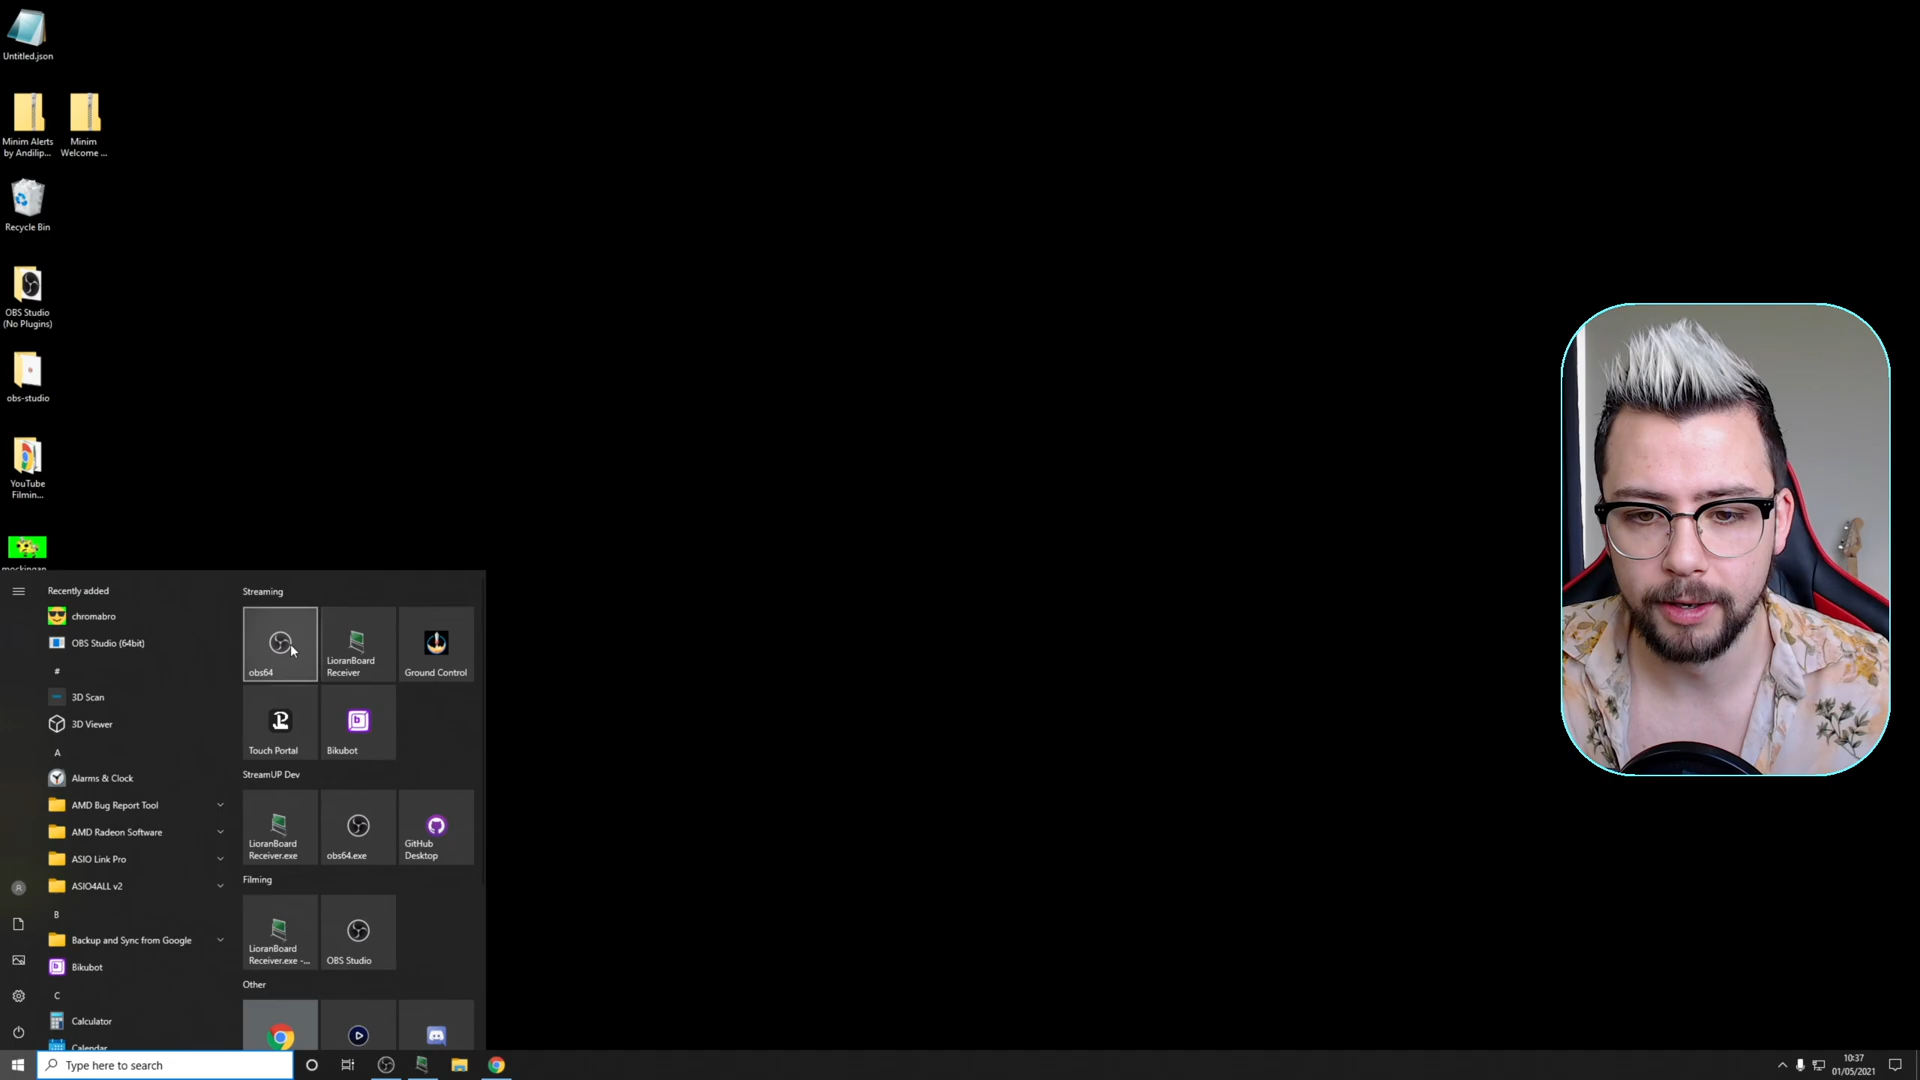 Untitled.json
Minim Alerts
by Andilip...
Minim
Welcome ...
Recycle Bin
OBS Studio
(No Plugins)
obs-studio
YouTube
Filmin...
Recently added
chromabro
OBS Studio (64bit)
#
3D Scan
3D Viewer
A
Alarms & Clock
AMD Bug Report Tool
AMD Radeon Software
ASIO Link Pro
ASIO4ALL v2
B
Backup and Sync from Google
Bikubot
C
Calculator
Calendar
Streaming
obs64
LioranBoard
Receiver
Ground Control
Touch Portal
Bikubot
StreamUP Dev
LioranBoard
Receiver.exe
obs64.exe
GitHub
Desktop
Filming
LioranBoard
Receiver.exe -...
OBS Studio
Other
Type here to search
10:37
01/05/2021